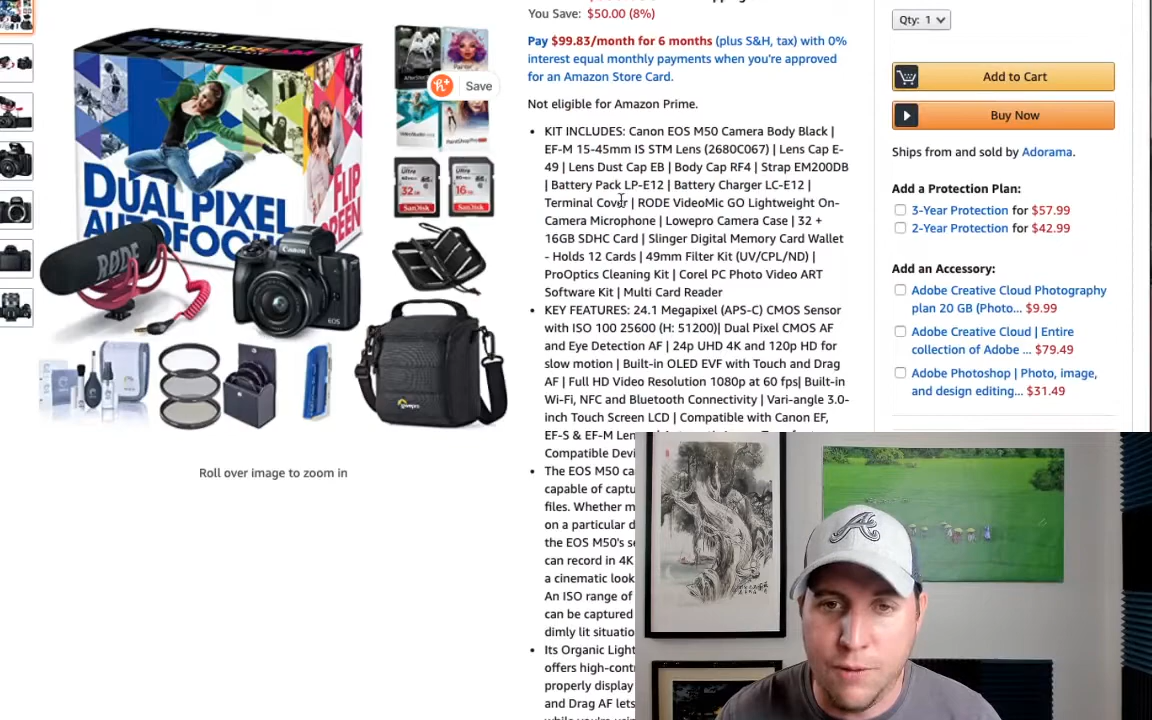 DARE TO DREAM
DUAL PIXEL
AUTOFOCUS
FLIP
SCREEN
RODE
Canon
EOS
Ultra
32
SanDisk
Ultra
16
SanDisk
Lowepro
Save
Roll over image to zoom in
You Save: $50.00 (8%)
Pay $99.83/month for 6 months (plus S&H, tax) with 0%
interest equal monthly payments when you're approved
for an Amazon Store Card.
Not eligible for Amazon Prime.
• KIT INCLUDES: Canon EOS M50 Camera Body Black |
EF-M 15-45mm IS STM Lens (2680C067) | Lens Cap E-
49 | Lens Dust Cap EB | Body Cap RF4 | Strap EM200DB
| Battery Pack LP-E12 | Battery Charger LC-E12 |
Terminal Cover | RODE VideoMic GO Lightweight On-
Camera Microphone | Lowepro Camera Case | 32 +
16GB SDHC Card | Slinger Digital Memory Card Wallet
- Holds 12 Cards | 49mm Filter Kit (UV/CPL/ND) |
ProOptics Cleaning Kit | Corel PC Photo Video ART
Software Kit | Multi Card Reader
• KEY FEATURES: 24.1 Megapixel (APS-C) CMOS Sensor
with ISO 100 25600 (H: 51200)| Dual Pixel CMOS AF
and Eye Detection AF | 24p UHD 4K and 120p HD for
slow motion | Built-in OLED EVF with Touch and Drag
AF | Full HD Video Resolution 1080p at 60 fps| Built-in
Wi-Fi, NFC and Bluetooth Connectivity | Vari-angle 3.0-
inch Touch Screen LCD | Compatible with Canon EF,
EF-S & EF-M Len
Compatible Devi
• The EOS M50 ca
capable of captu
files. Whether m
on a particular d
the EOS M50's se
can record in 4K
a cinematic look
An ISO range of
can be captured
dimly lit situatio
• Its Organic Light
offers high-contr
properly display
and Drag AF lets
Qty: 1
Add to Cart
Buy Now
Ships from and sold by Adorama.
Add a Protection Plan:
3-Year Protection for $57.99
2-Year Protection for $42.99
Add an Accessory:
Adobe Creative Cloud Photography
plan 20 GB (Photo... $9.99
Adobe Creative Cloud | Entire
collection of Adobe ... $79.49
Adobe Photoshop | Photo, image,
and design editing... $31.49
A